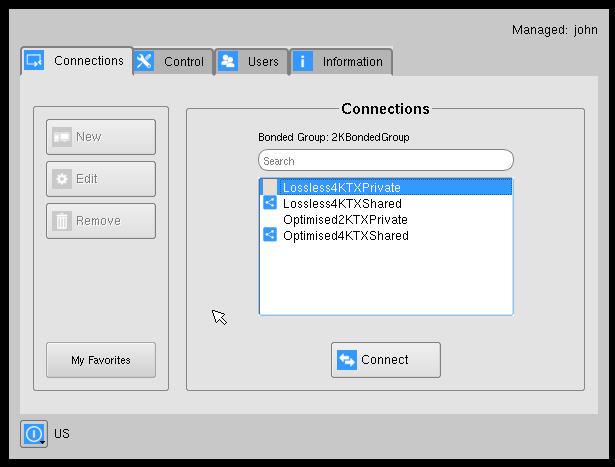 Managed: john
Connections
Control
Users
Information
New
Edit
Remove
My Favorites
Connections
Bonded Group: 2KBondedGroup
Search
Lossless4KTXPrivate
Lossless4KTXShared
Optimised2KTXPrivate
Optimised4KTXShared
Connect
US